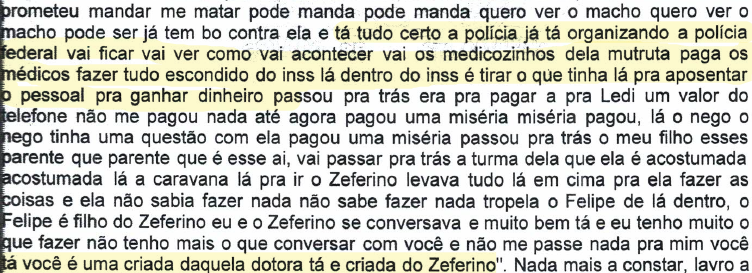 prometeu mandar me matar pode manda pode manda quero ver o macho quero ver o
macho pode ser já tem bo contra ela e tá tudo certo a polícia já tá organizando a polícia
federal vai ficar vai ver como vai acontecer vai os medicozinhos dela mutruta paga os
médicos fazer tudo escondido do inss lá dentro do inss é tirar o que tinha lá pra aposentar
o pessoal pra ganhar dinheiro passou pra trás era pra pagar a pra Ledi um valor do
telefone não me pagou nada até agora pagou uma miséria miséria pagou, lá o nego o
nego tinha uma questão com ela pagou uma miséria passou pra trás o meu filho esses
parente que parente que é esse ai, vai passar pra trás a turma dela que ela é acostumada
acostumada lá a caravana lá pra ir o Zeferino levava tudo lá em cima pra ela fazer as
coisas e ela não sabia fazer nada não sabe fazer nada tropela o Felipe de lá dentro, o
Felipe é filho do Zeferino eu e o Zeferino se conversava e muito bem tá e eu tenho muito o
que fazer não tenho mais o que conversar com você e não me passe nada pra mim você
tá você é uma criada daquela dotora tá e criada do Zeferino". Nada mais a constar, lavro a